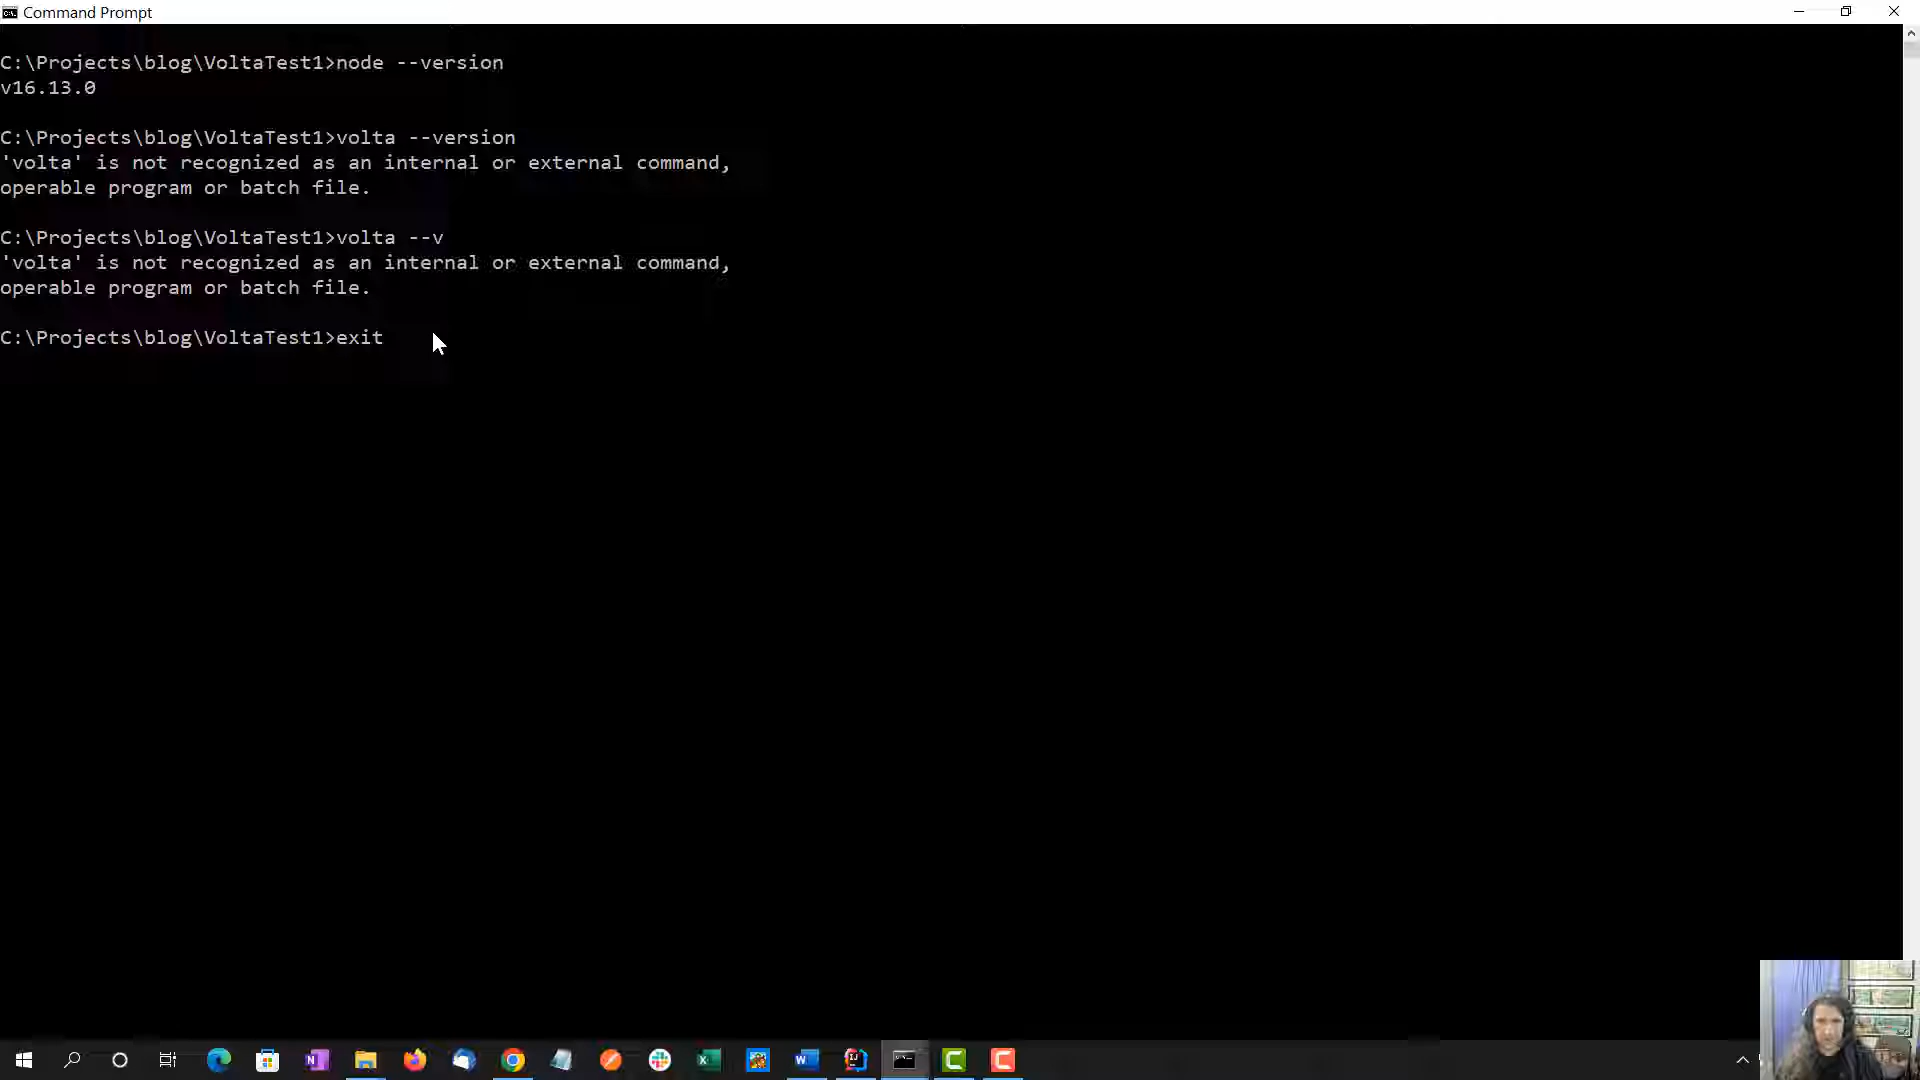 Command Prompt
C:\Projects\blog\VoltaTest1>node --version
v16.13.0
C:\Projects\blog\VoltaTest1>volta --version
'volta' is not recognized as an internal or external command,
operable program or batch file.
C:\Projects\blog\VoltaTest1>volta --v
'volta' is not recognized as an internal or external command,
operable program or batch file.
C:\Projects\blog\VoltaTest1>exit